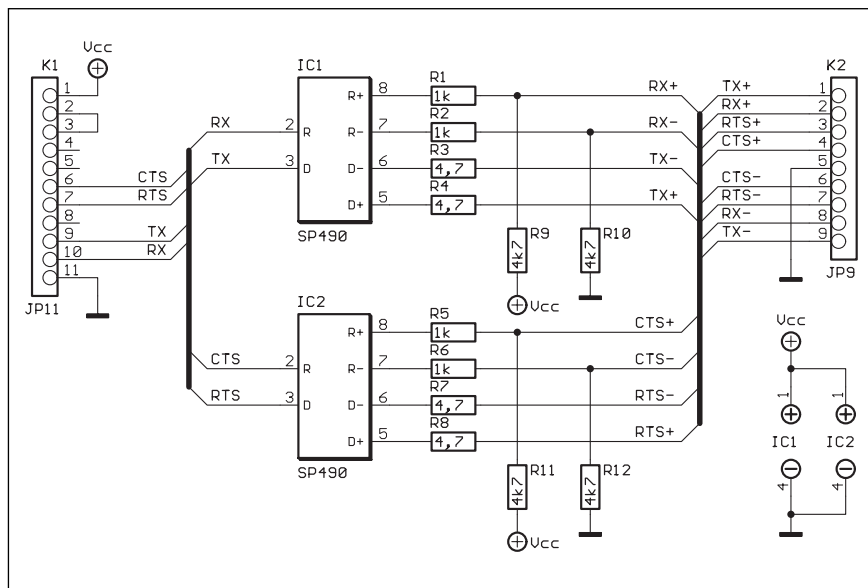 K1
Vcc
1
2
3
4
5
6
7
8
9
10
11
JP11
CTS
RTS
TX
RX
RX
TX
CTS
RTS
IC1
2 R
3 D
R+ 8
R- 7
D- 6
D+ 5
SP490
R1
1k
R2
1k
R3
4,7
R4
4,7
RX+
RX-
TX-
TX+
R9
4k7
Vcc
R10
4k7
IC2
2 R
3 D
R+ 8
R- 7
D- 6
D+ 5
SP490
R5
1k
R6
1k
R7
4,7
R8
4,7
CTS+
CTS-
RTS-
RTS+
R11
4k7
Vcc
R12
4k7
K2
TX+ 1
RX+ 2
RTS+ 3
CTS+ 4
5
CTS- 6
RTS- 7
RX- 8
TX- 9
JP9
Vcc
1
1
IC1
IC2
4
4